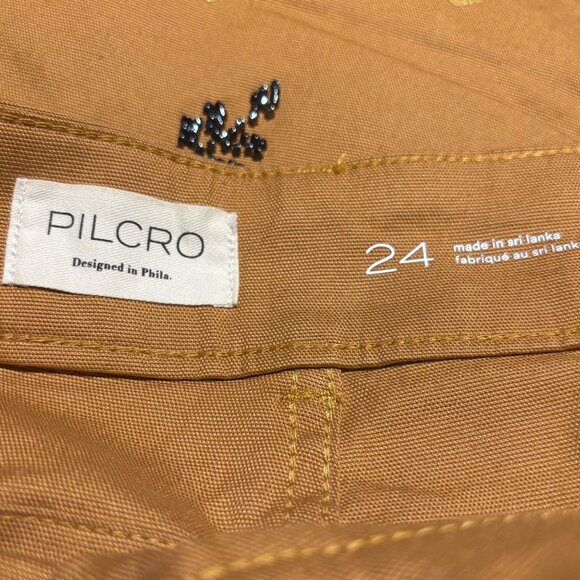 PILCRO
Designed in Phila.
24
made in sri lanka
fabriqué au sri lanka